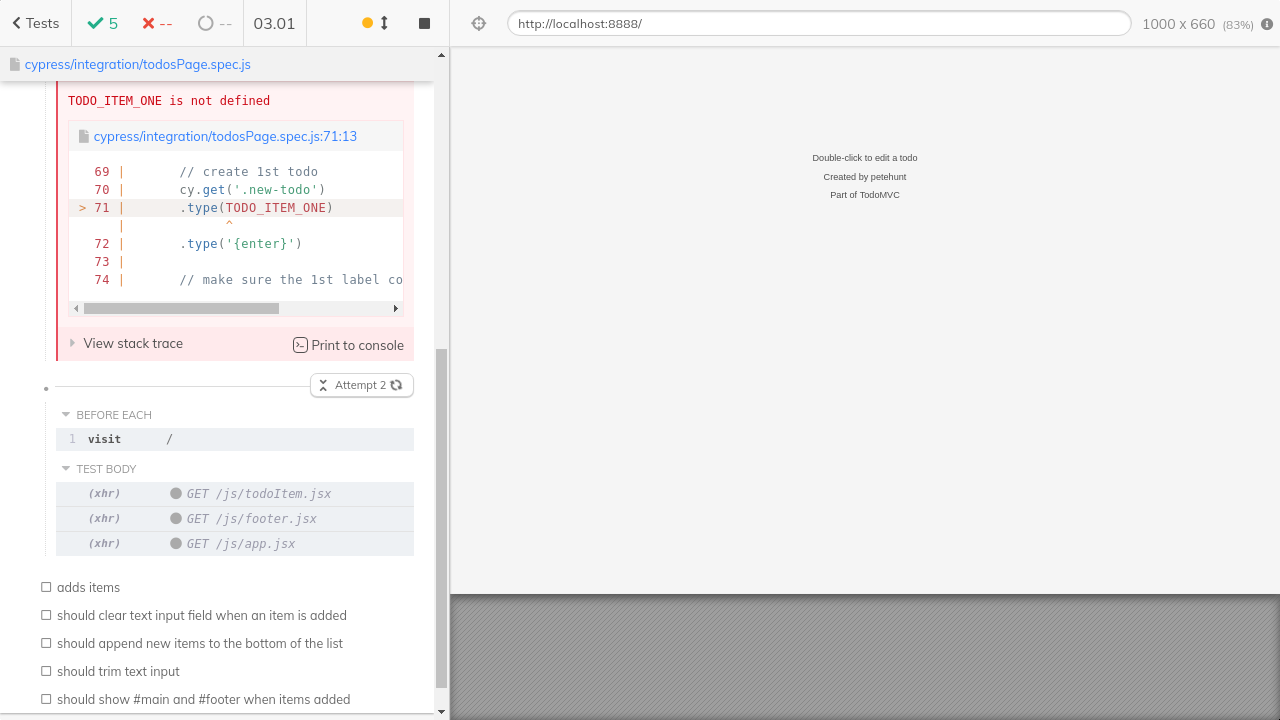 Tests 5 -- -- 03.01 http://localhost:8888/ 1000 x 660 (83%)
cypress/integration/todosPage.spec.js
TODO_ITEM_ONE is not defined
cypress/integration/todosPage.spec.js:71:13
69 | // create 1st todo
70 | cy.get('.new-todo')
> 71 | .type(TODO_ITEM_ONE)
| ^
72 | .type('{enter}')
73 |
74 | // make sure the 1st label co
View stack trace Print to console
Attempt 2
BEFORE EACH
1 visit /
TEST BODY
(xhr) GET /js/todoItem.jsx
(xhr) GET /js/footer.jsx
(xhr) GET /js/app.jsx
adds items
should clear text input field when an item is added
should append new items to the bottom of the list
should trim text input
should show #main and #footer when items added
Double-click to edit a todo
Created by petehunt
Part of TodoMVC